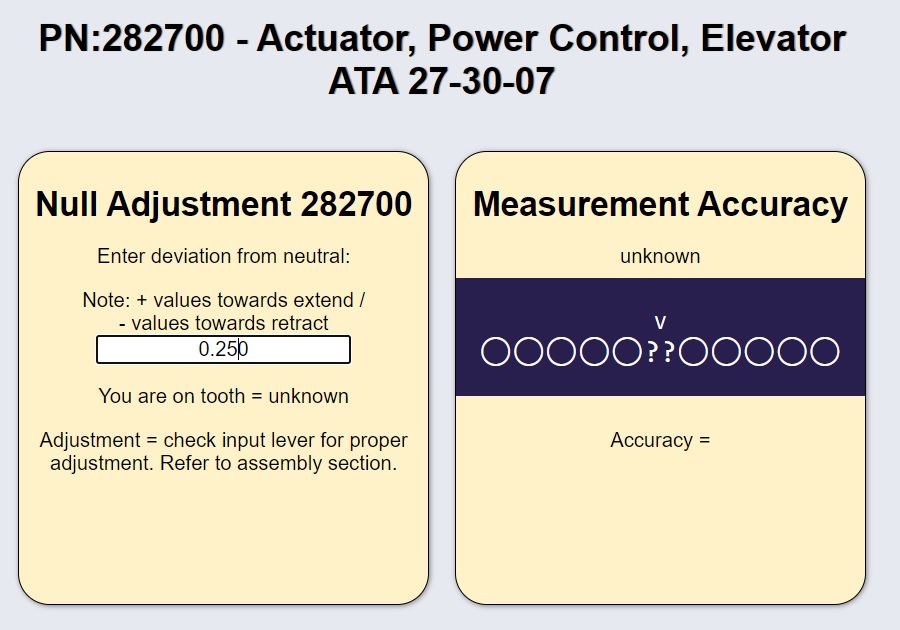 PN:282700 - Actuator, Power Control, Elevator
ATA 27-30-07
Null Adjustment 282700
Enter deviation from neutral:
Note: + values towards extend /
- values towards retract
0.250
You are on tooth = unknown
Adjustment = check input lever for proper
adjustment. Refer to assembly section.
Measurement Accuracy
unknown
v
◯◯◯◯◯??◯◯◯◯◯
Accuracy =